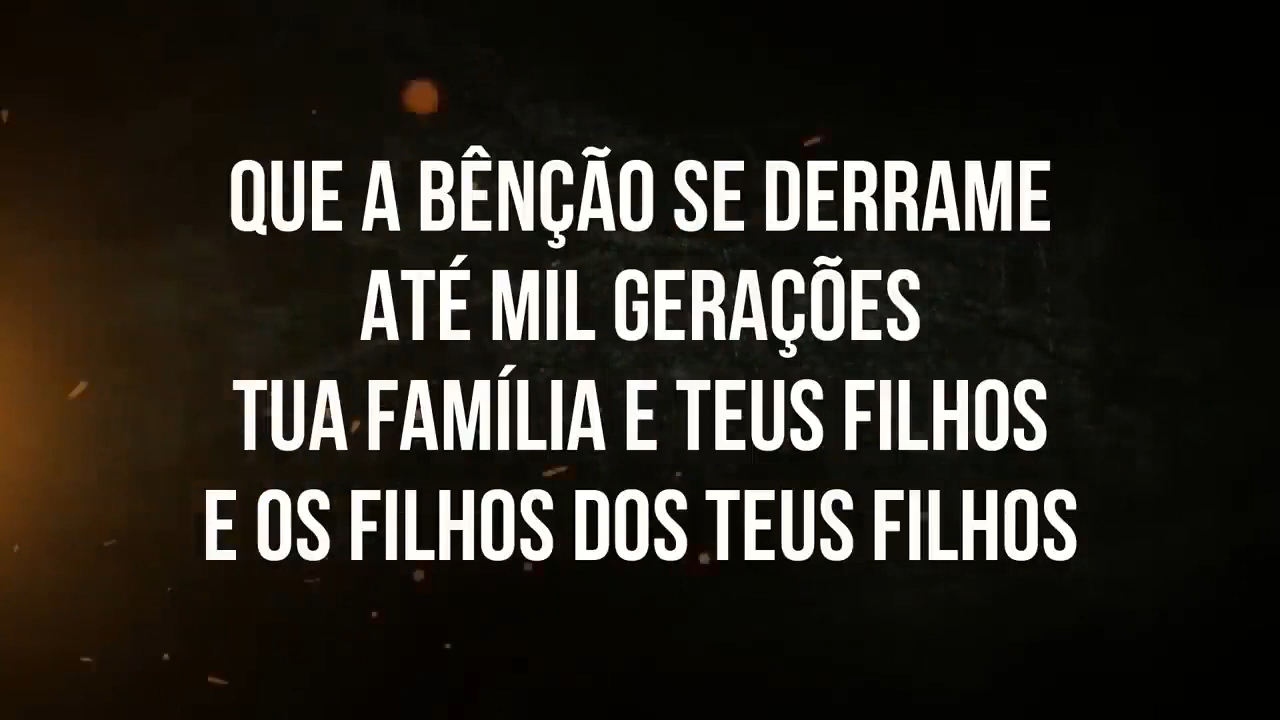 QUE A BÊNÇÃO SE DERRAME
ATÉ MIL GERAÇÕES
TUA FAMÍLIA E TEUS FILHOS
E OS FILHOS DOS TEUS FILHOS